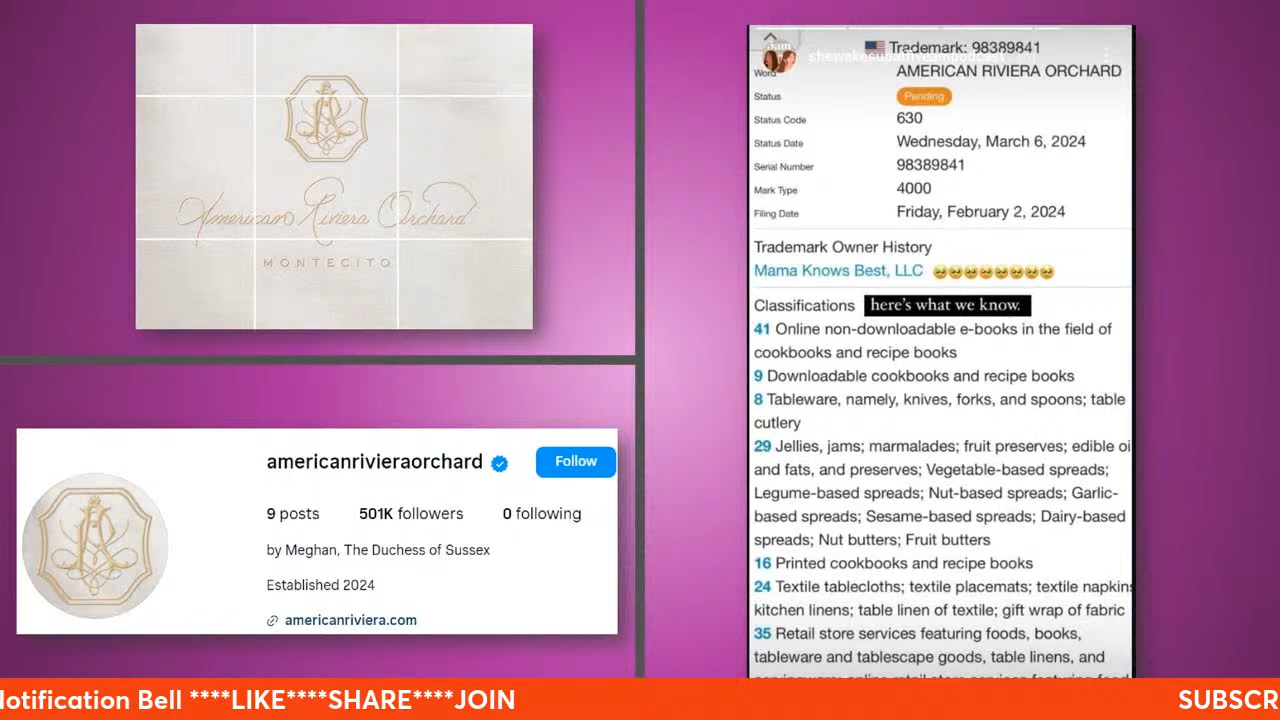 American Riviera Orchard
MONTECITO
americanrivieraorchard
Follow
9 posts 501K followers 0 following
by Meghan, The Duchess of Sussex
Established 2024
americanriviera.com
Trademark: 98389841
Word AMERICAN RIVIERA ORCHARD
Status Pending
Status Code 630
Status Date Wednesday, March 6, 2024
Serial Number 98389841
Mark Type 4000
Filing Date Friday, February 2, 2024
Trademark Owner History
Mama Knows Best, LLC 🥹🥹🥹🥹🥹🥹🥹🥹
Classifications here's what we know.
41 Online non-downloadable e-books in the field of
cookbooks and recipe books
9 Downloadable cookbooks and recipe books
8 Tableware, namely, knives, forks, and spoons; table
cutlery
29 Jellies, jams; marmalades; fruit preserves; edible oi
and fats, and preserves; Vegetable-based spreads;
Legume-based spreads; Nut-based spreads; Garlic-
based spreads; Sesame-based spreads; Dairy-based
spreads; Nut butters; Fruit butters
16 Printed cookbooks and recipe books
24 Textile tablecloths; textile placemats; textile napkins
kitchen linens; table linen of textile; gift wrap of fabric
35 Retail store services featuring foods, books,
tableware and tablescape goods, table linens, and
otification Bell ****LIKE****SHARE****JOIN SUBSCR